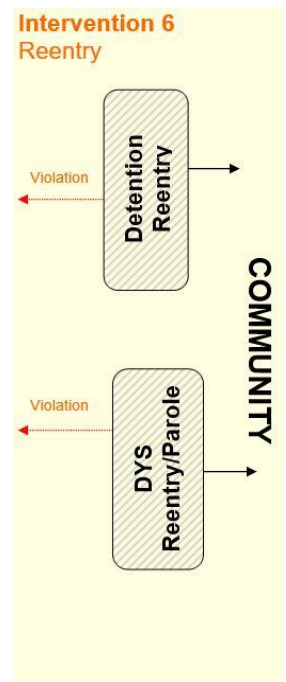 Intervention 6
Reentry
Violation
Detention
Reentry
COMMUNITY
Violation
DYS
Reentry/Parole